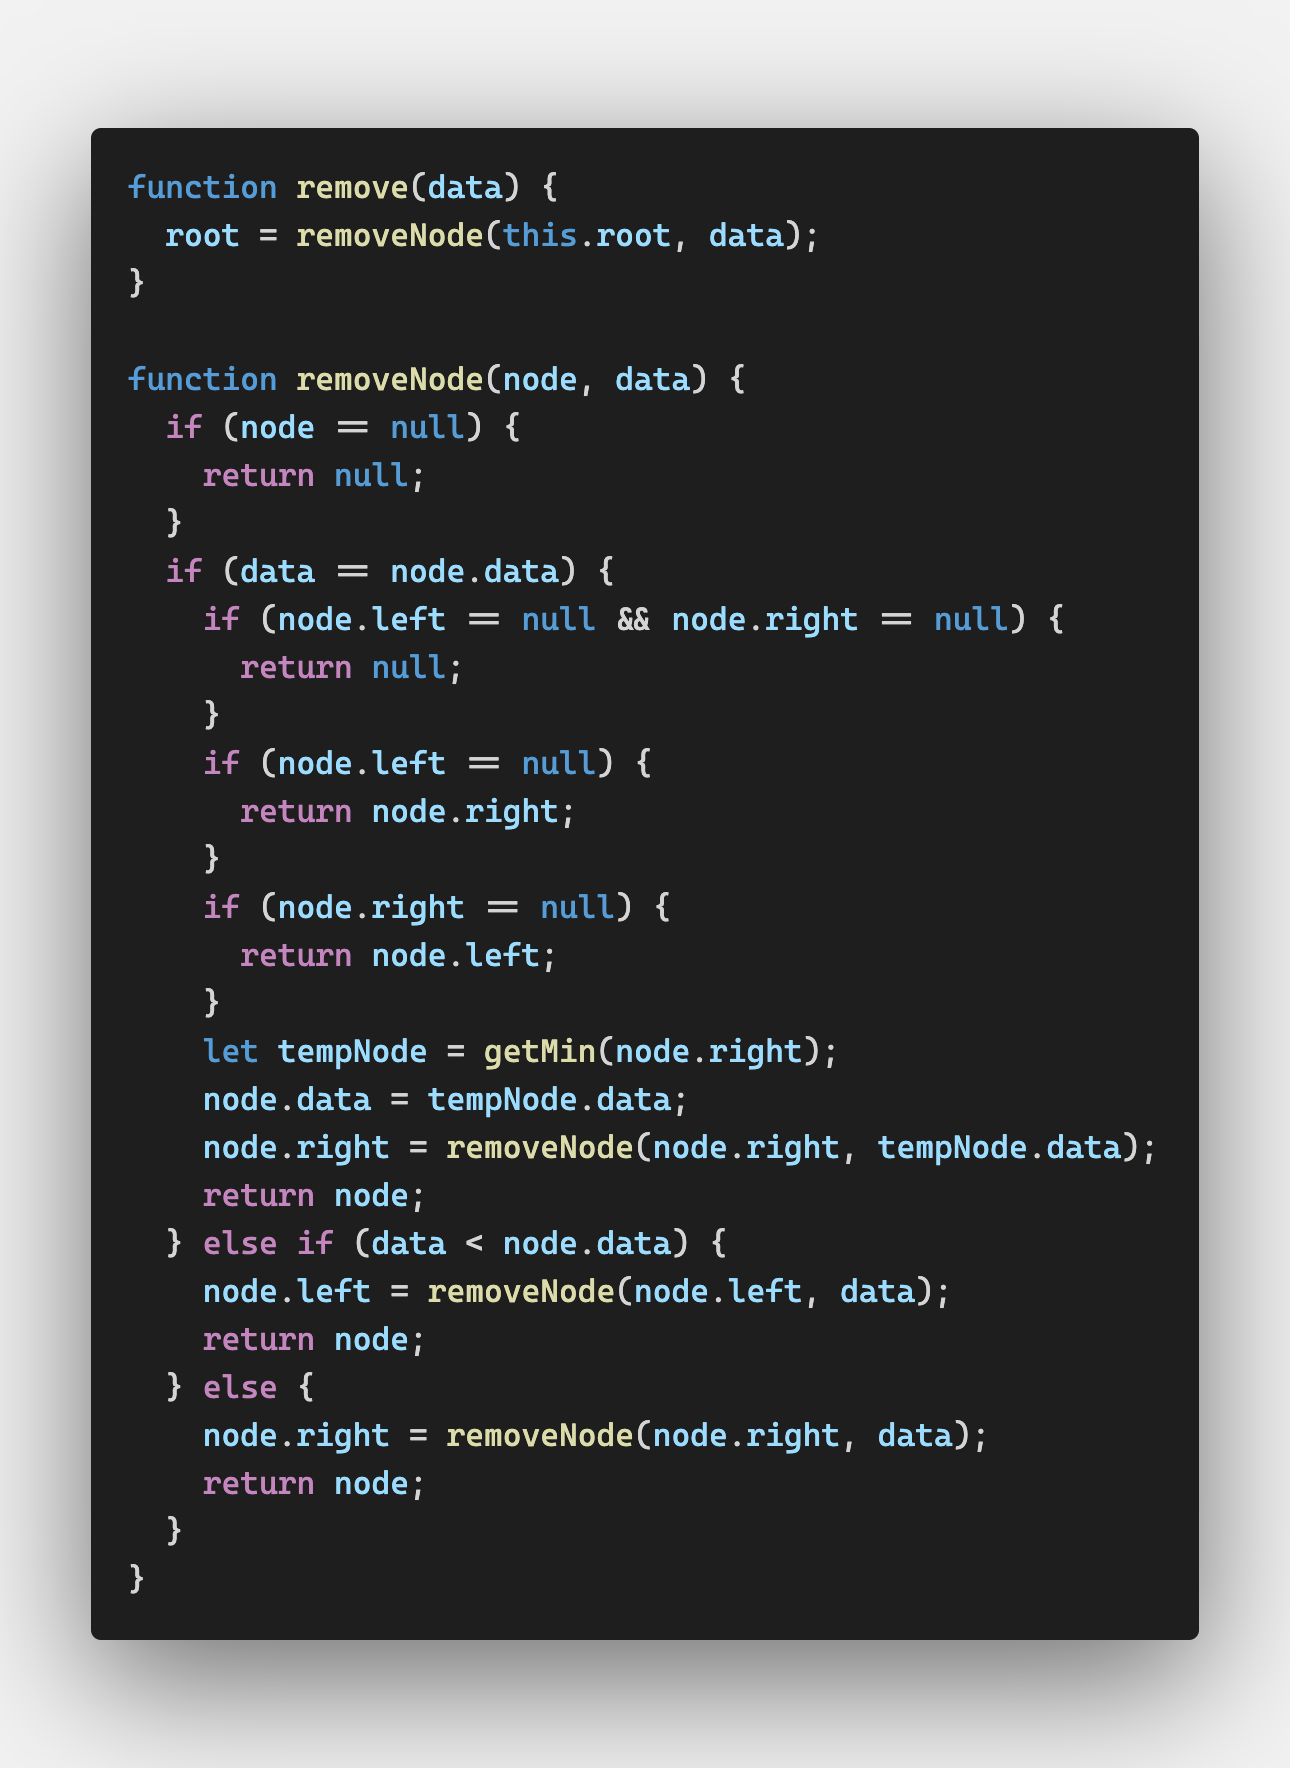 function remove(data) {
  root = removeNode(this.root, data);
}

function removeNode(node, data) {
  if (node == null) {
    return null;
  }
  if (data == node.data) {
    if (node.left == null && node.right == null) {
      return null;
    }
    if (node.left == null) {
      return node.right;
    }
    if (node.right == null) {
      return node.left;
    }
    let tempNode = getMin(node.right);
    node.data = tempNode.data;
    node.right = removeNode(node.right, tempNode.data);
    return node;
  } else if (data < node.data) {
    node.left = removeNode(node.left, data);
    return node;
  } else {
    node.right = removeNode(node.right, data);
    return node;
  }
}